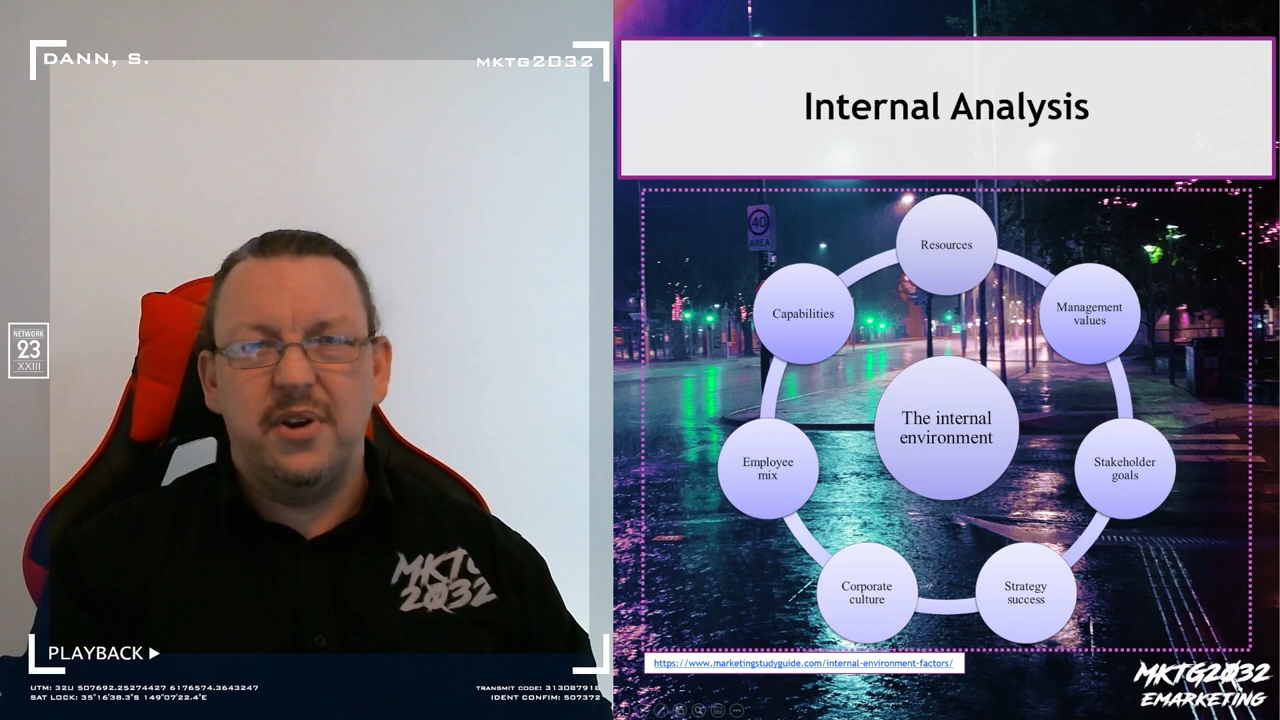 DANN, S.
MKTG2032
NETWORK
23
XXIII
MKTG
2032
PLAYBACK
UTM: 32U 507692.25274427 6176574.3643247
SAT LOCK: 35°16'38.3"S 149°07'22.4"E
TRANSMIT CODE: 31308791
IDENT CONFIM: 507372
Internal Analysis
40
AREA
Resources
Capabilities
Management
values
The internal
environment
Employee
mix
Stakeholder
goals
Corporate
culture
Strategy
success
https://www.marketingstudyguide.com/internal-environment-factors/
MKTG2032
EMARKETING